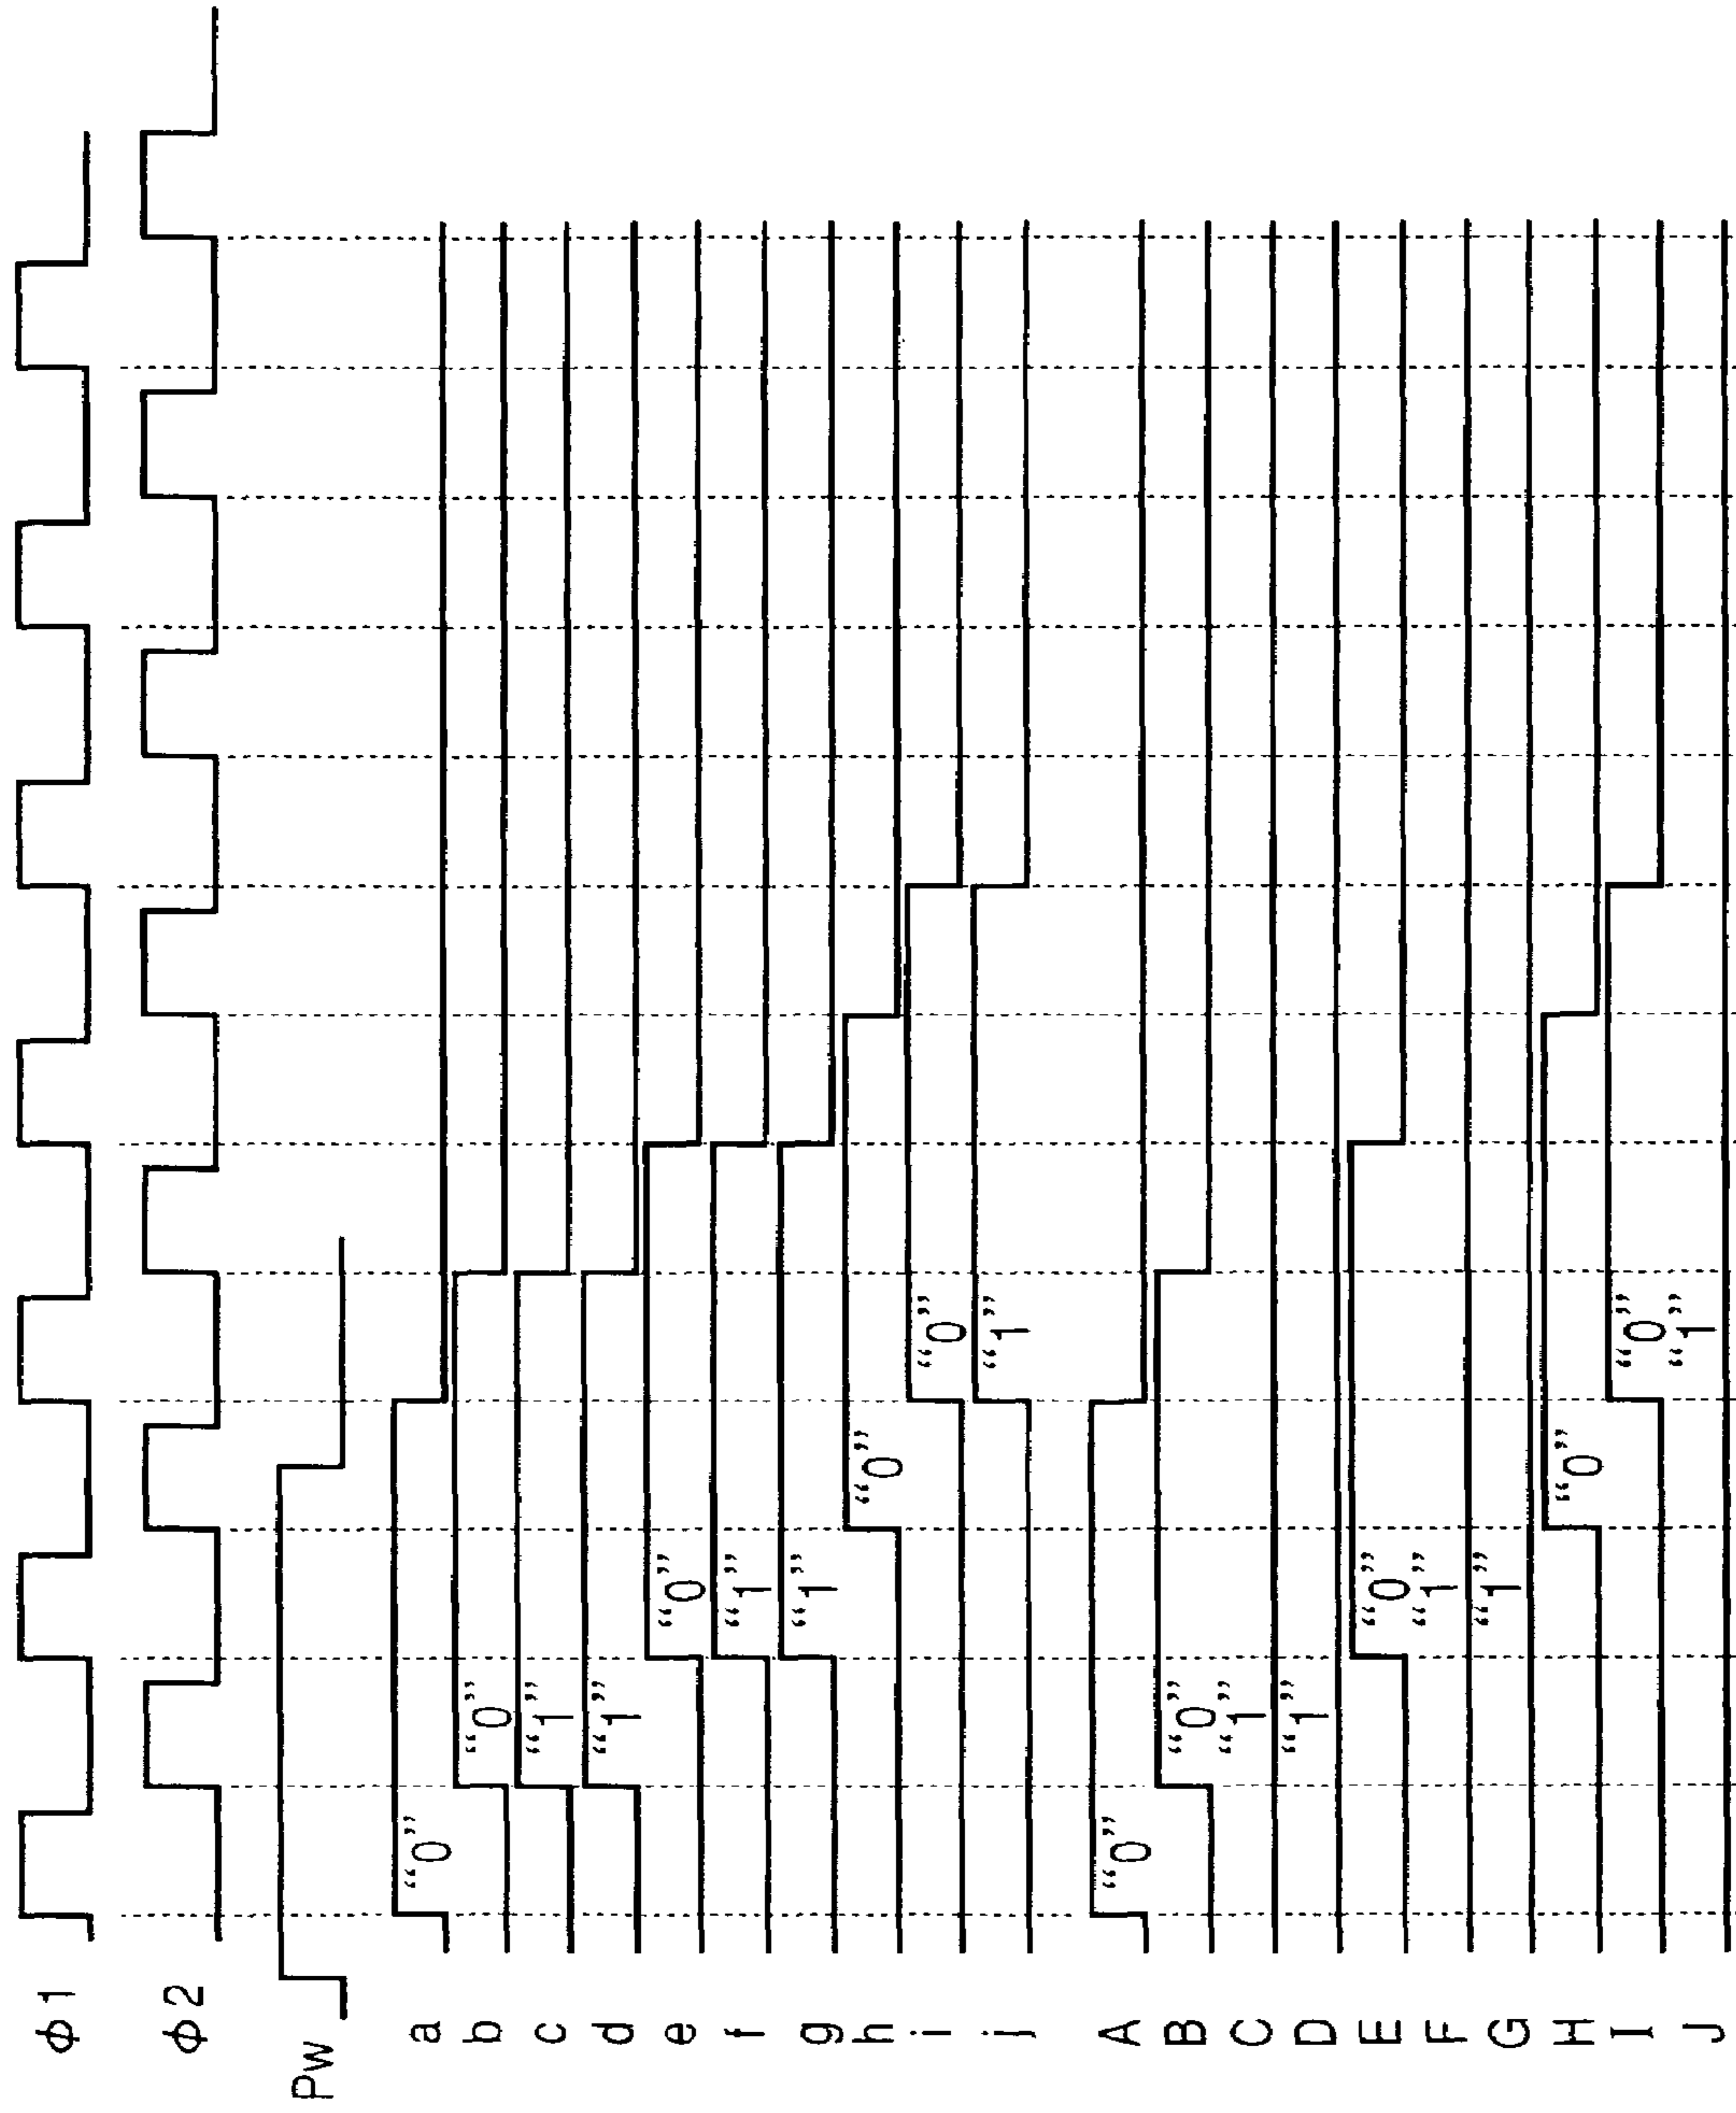 ϕ1
ϕ2
Pw
a "0"
b "0"
c "1"
d "1"
e "0"
f "1"
g "1"
h "0"
i "0"
j "1"
A "0"
B "0"
C "1"
D "1"
E "0"
F "1"
G "1"
H "0"
I "0"
J "1"